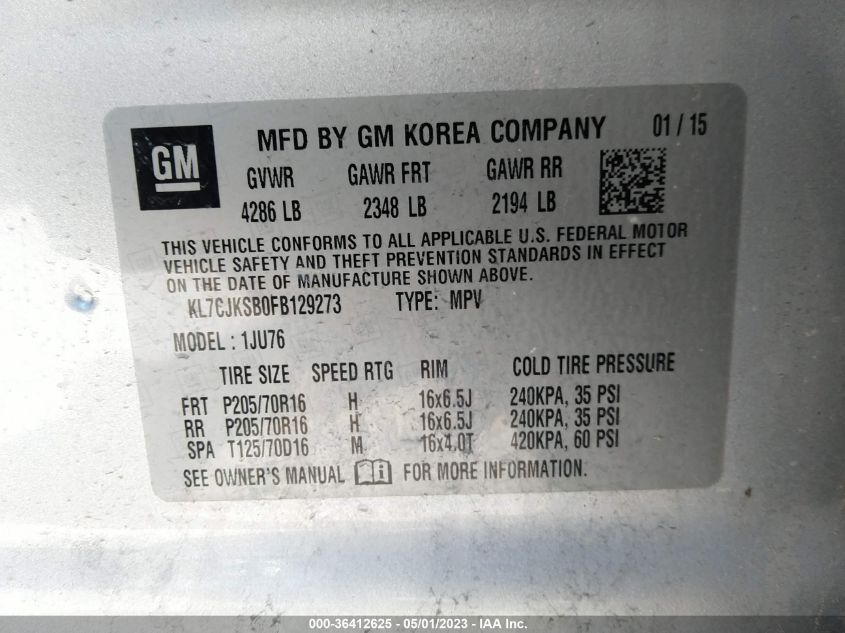 GM
MFD BY GM KOREA COMPANY 01 / 15
GVWR GAWR FRT GAWR RR
4286 LB 2348 LB 2194 LB
THIS VEHICLE CONFORMS TO ALL APPLICABLE U.S. FEDERAL MOTOR
VEHICLE SAFETY AND THEFT PREVENTION STANDARDS IN EFFECT
ON THE DATE OF MANUFACTURE SHOWN ABOVE.
KL7CJKSB0FB129273 TYPE: MPV
MODEL : 1JU76
TIRE SIZE SPEED RTG RIM COLD TIRE PRESSURE
FRT P205/70R16 H 16x6.5J 240KPA, 35 PSI
RR P205/70R16 H 16x6.5J 240KPA, 35 PSI
SPA T125/70D16 M 16x4.0T 420KPA, 60 PSI
SEE OWNER'S MANUAL i FOR MORE INFORMATION.
000-36412625 - 05/01/2023 - IAA Inc.